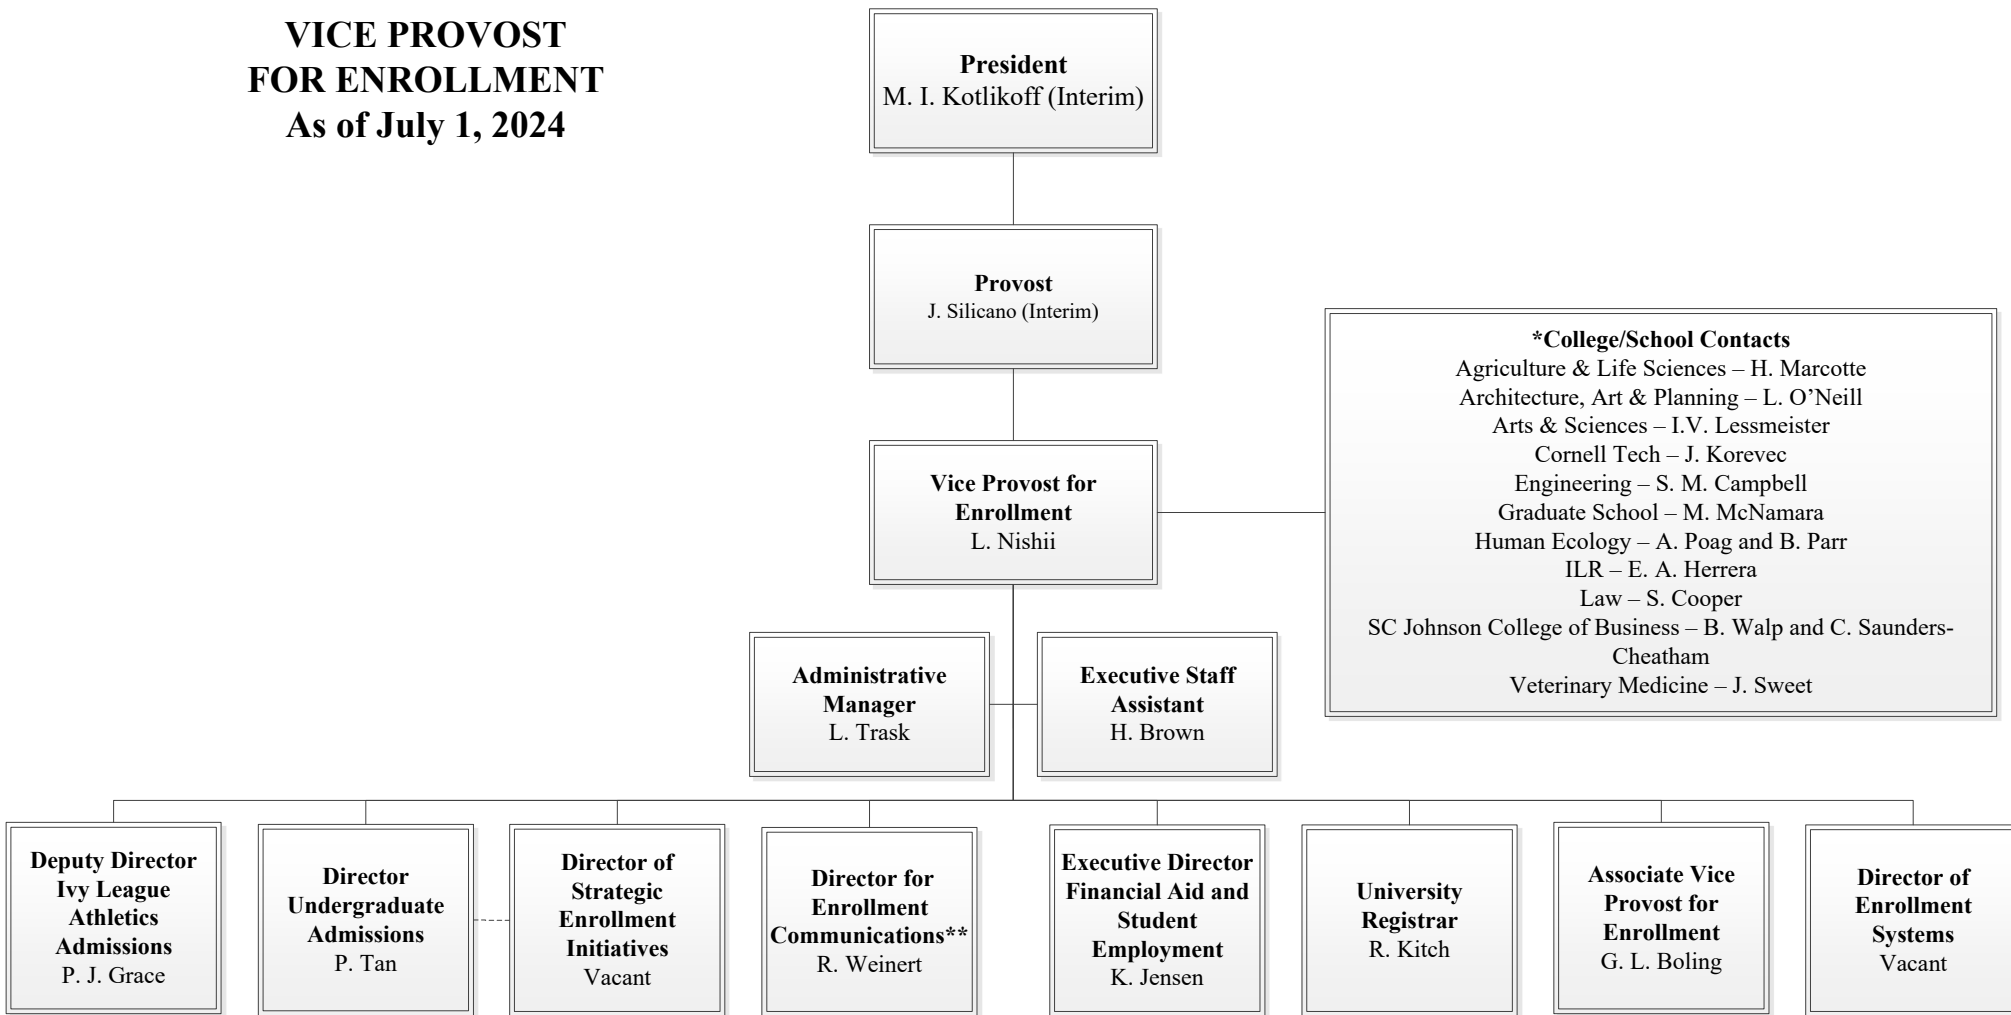 VICE PROVOST
FOR ENROLLMENT
As of July 1, 2024
President
M. I. Kotlikoff (Interim)
Provost
J. Silicano (Interim)
Vice Provost for
Enrollment
L. Nishii
*College/School Contacts
Agriculture & Life Sciences – H. Marcotte
Architecture, Art & Planning – L. O’Neill
Arts & Sciences – I.V. Lessmeister
Cornell Tech – J. Korevec
Engineering – S. M. Campbell
Graduate School – M. McNamara
Human Ecology – A. Poag and B. Parr
ILR – E. A. Herrera
Law – S. Cooper
SC Johnson College of Business – B. Walp and C. Saunders-
Cheatham
Veterinary Medicine – J. Sweet
Administrative
Manager
L. Trask
Executive Staff
Assistant
H. Brown
Deputy Director
Ivy League
Athletics
Admissions
P. J. Grace
Director
Undergraduate
Admissions
P. Tan
Director of
Strategic
Enrollment
Initiatives
Vacant
Director for
Enrollment
Communications**
R. Weinert
Executive Director
Financial Aid and
Student
Employment
K. Jensen
University
Registrar
R. Kitch
Associate Vice
Provost for
Enrollment
G. L. Boling
Director of
Enrollment
Systems
Vacant